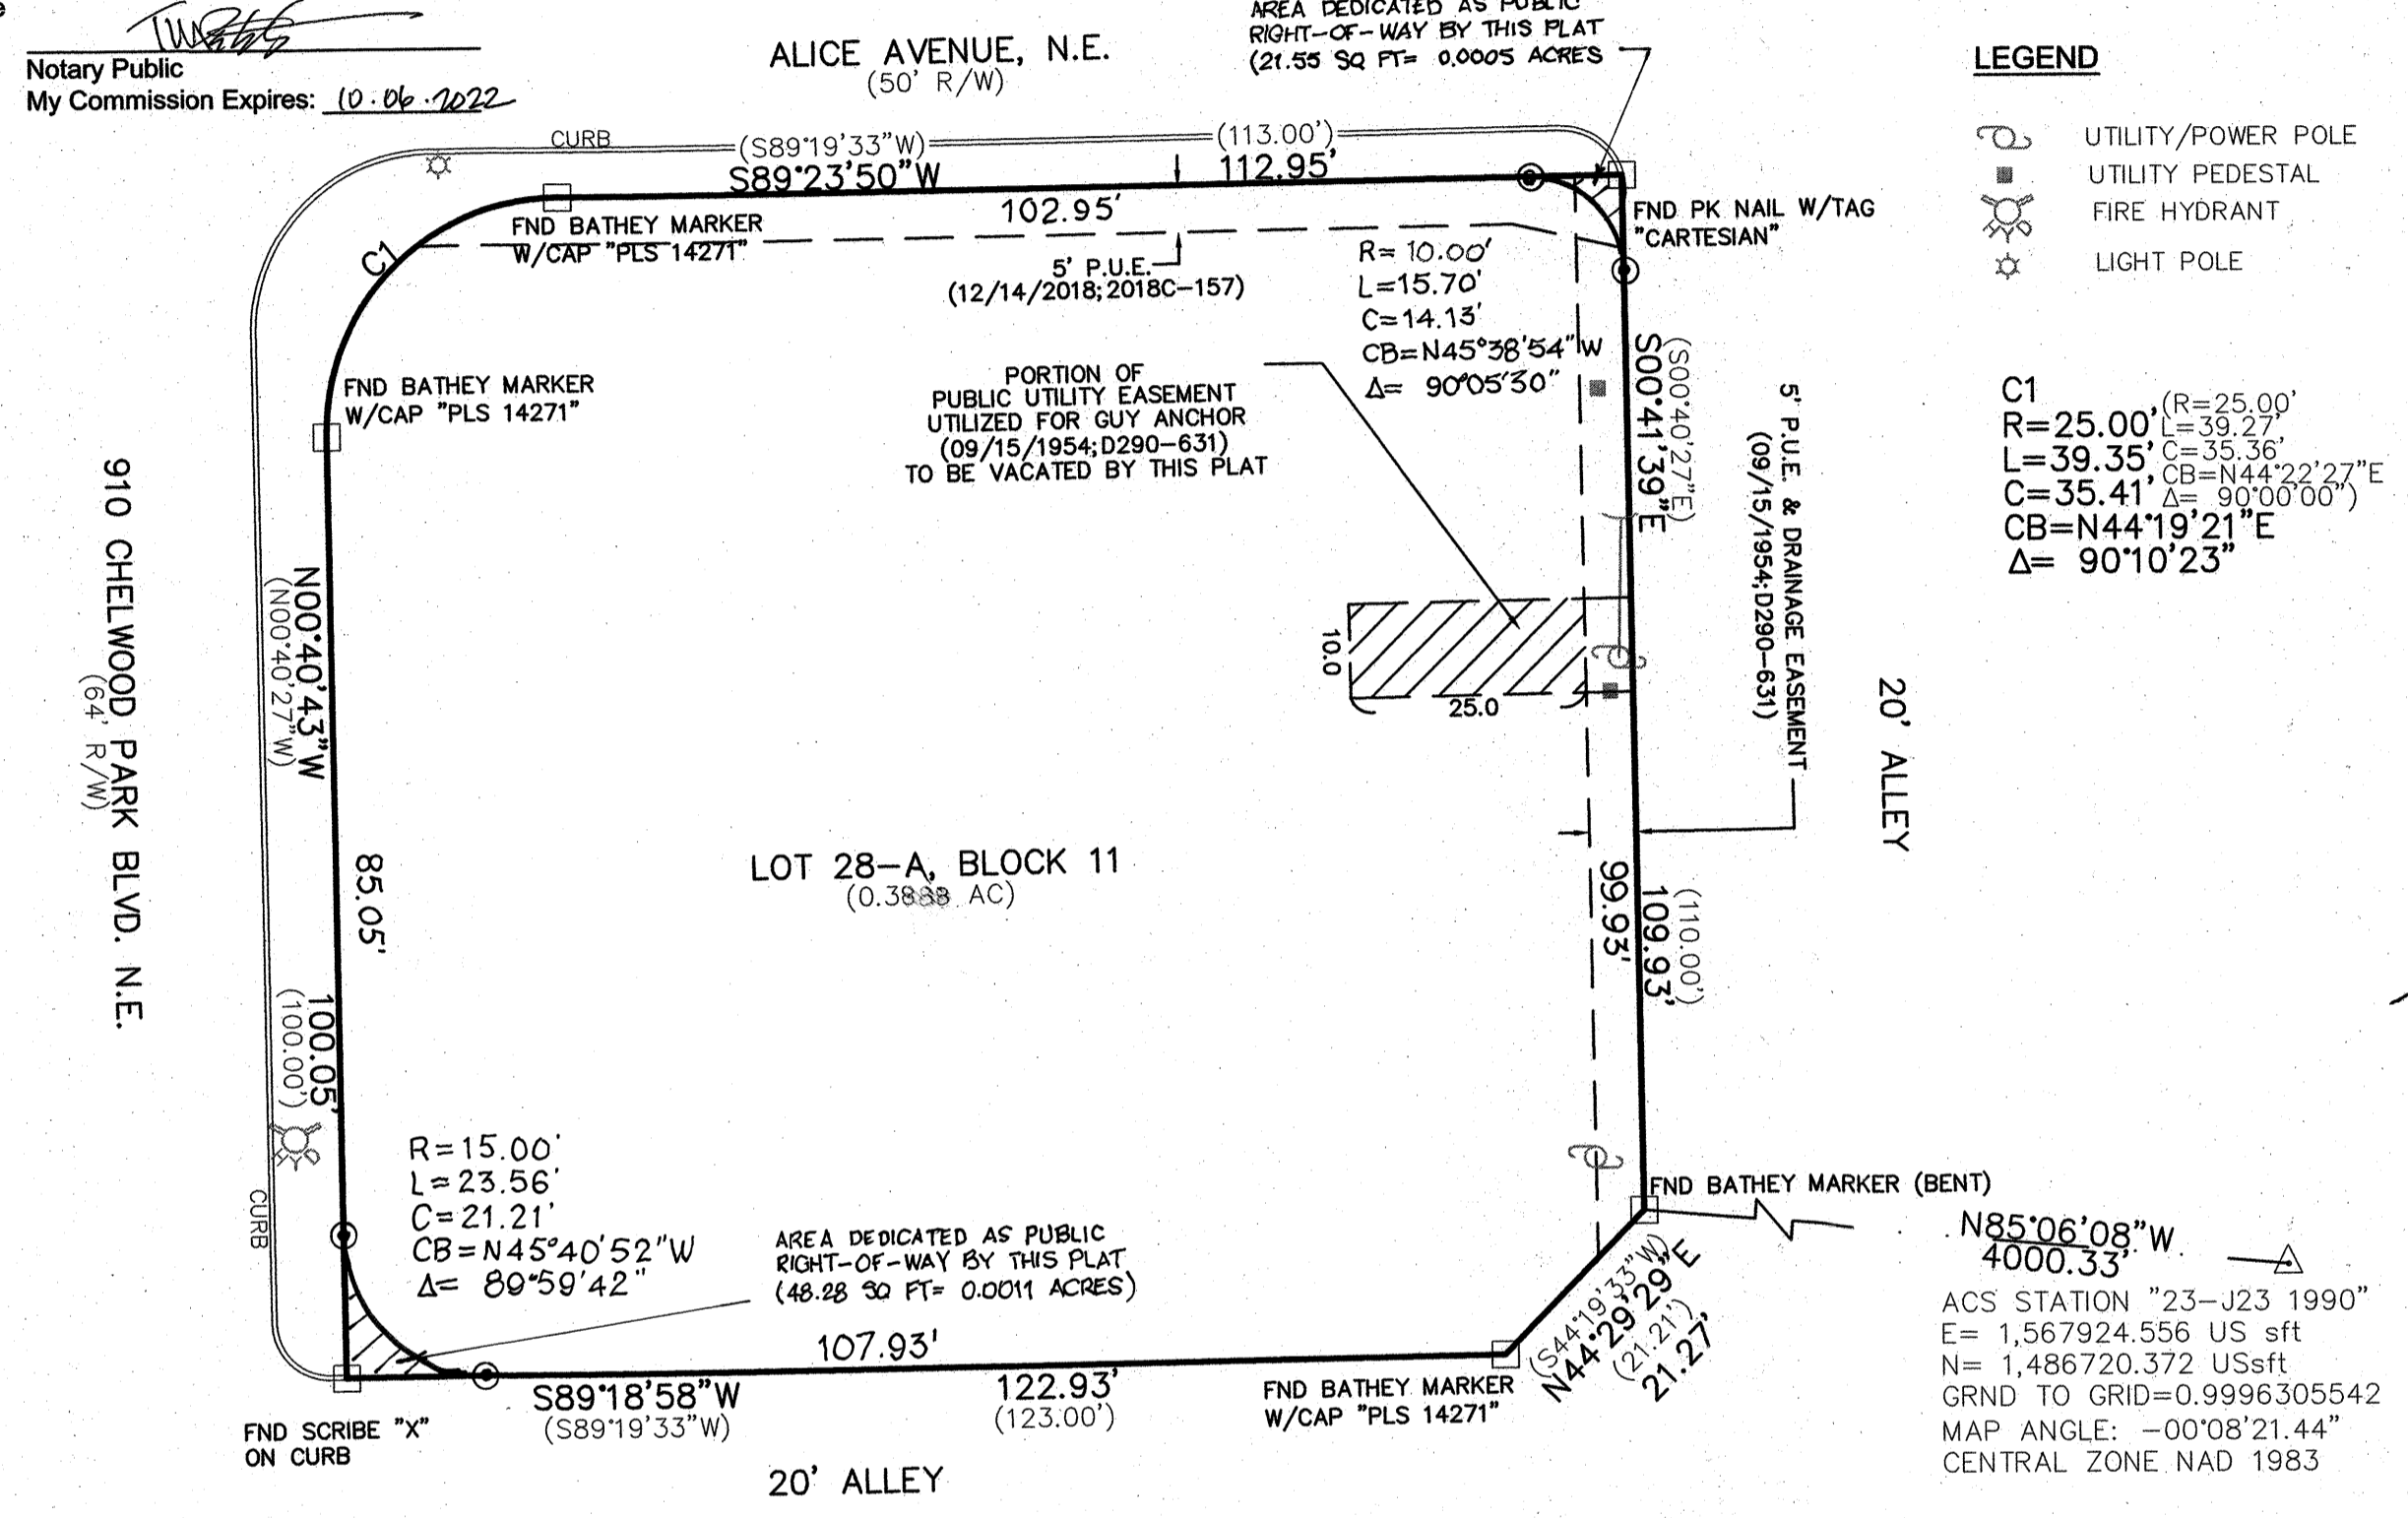 Notary Public
My Commission Expires: 10.06.2022
ALICE AVENUE, N.E.
(50' R/W)
AREA DEDICATED AS PUBLIC
RIGHT-OF-WAY BY THIS PLAT
(21.55 SQ FT= 0.0005 ACRES
LEGEND
UTILITY/POWER POLE
UTILITY PEDESTAL
FIRE HYDRANT
HYD
LIGHT POLE
CURB
(S89°19'33"W)
(113.00')
S89°23'50"W
112.95'
102.95'
FND BATHEY MARKER
W/CAP "PLS 14271"
C1
5' P.U.E.
(12/14/2018;2018C-157)
FND PK NAIL W/TAG
"CARTESIAN"
R= 10.00'
L=15.70'
C=14.13'
CB=N45°38'54"W
Δ= 90°05'30"
FND BATHEY MARKER
W/CAP "PLS 14271"
PORTION OF
PUBLIC UTILITY EASEMENT
UTILIZED FOR GUY ANCHOR
(09/15/1954;D290-631)
TO BE VACATED BY THIS PLAT
S00°41'39"E
(S00°40'27"E)
5' P.U.E. & DRAINAGE EASEMENT
(09/15/1954;D290-631)
C1
R=25.00'
L=39.35'
C=35.41'
CB=N44°19'21"E
Δ= 90°10'23"
(R=25.00'
L=39.27'
C=35.36'
CB=N44°22'27"E
Δ= 90°00'00")
910 CHELWOOD PARK BLVD. N.E.
(64' R/W)
N00°40'43"W
(N00°40'27"W)
10.0
25.0
20' ALLEY
LOT 28-A, BLOCK 11
(0.38 AC)
85.05'
100.05'
(100.00')
99.93'
109.93'
(110.00')
HYD
CURB
R=15.00'
L=23.56'
C=21.21'
CB=N45°40'52"W
Δ= 89°59'42"
AREA DEDICATED AS PUBLIC
RIGHT-OF-WAY BY THIS PLAT
(48.28 SQ FT= 0.0011 ACRES)
FND BATHEY MARKER (BENT)
N85°06'08"W
4000.33'
ACS STATION "23-J23 1990"
E= 1,567924.556 US sft
N= 1,486720.372 USsft
GRND TO GRID=0.9996305542
MAP ANGLE: -00°08'21.44"
CENTRAL ZONE NAD 1983
107.93'
S89°18'58"W
(S89°19'33"W)
122.93'
(123.00')
FND BATHEY MARKER
W/CAP "PLS 14271"
(S44°19'33"W)
N44°29'29"E
(21.21')
21.27'
FND SCRIBE "X"
ON CURB
20' ALLEY